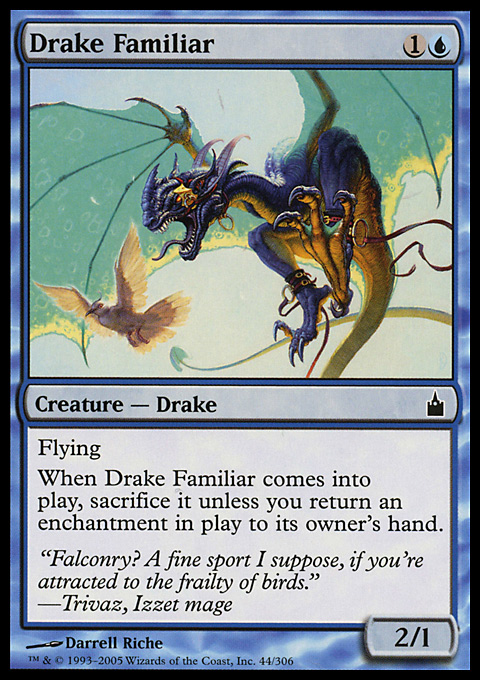 Drake Familiar
1
Creature — Drake
Flying
When Drake Familiar comes into
play, sacrifice it unless you return an
enchantment in play to its owner's hand.
"Falconry? A fine sport I suppose, if you're
attracted to the frailty of birds."
—Trivaz, Izzet mage
2/1
Darrell Riche
™ & © 1993–2005 Wizards of the Coast, Inc. 44/306